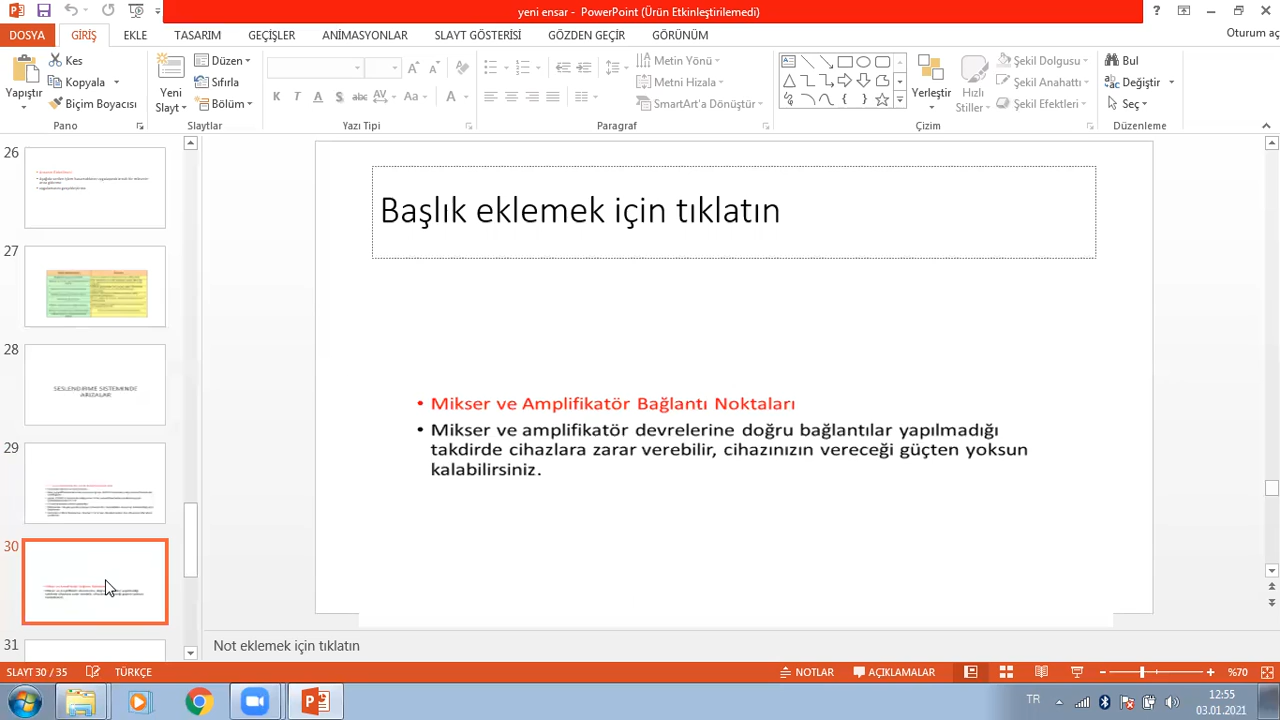 yeni ensar - PowerPoint (Ürün Etkinleştirilemedi)
DOSYA GİRİŞ EKLE TASARIM GEÇİŞLER ANİMASYONLAR SLAYT GÖSTERİSİ GÖZDEN GEÇİR GÖRÜNÜM Oturum aç
Yapıştır
Kes
Kopyala
Biçim Boyacısı
Pano
Yeni
Slayt
Düzen
Sıfırla
Bölüm
Slaytlar
K T A S abc AV Aa A
Yazı Tipi
Metin Yönü
Metni Hizala
SmartArt'a Dönüştür
Paragraf
Yerleştir
Hızlı
Stiller
Şekil Dolgusu
Şekil Anahattı
Şekil Efektleri
Çizim
Bul
Değiştir
Seç
Düzenleme
26
27
28
SESLENDİRME SİSTEMİNDE
ARIZALAR
29
30
31
Başlık eklemek için tıklatın
• Mikser ve Amplifikatör Bağlantı Noktaları
• Mikser ve amplifikatör devrelerine doğru bağlantılar yapılmadığı
takdirde cihazlara zarar verebilir, cihazınızın vereceği güçten yoksun
kalabilirsiniz.
Not eklemek için tıklatın
SLAYT 30 / 35 TÜRKÇE NOTLAR AÇIKLAMALAR %70
TR 12:55
03.01.2021